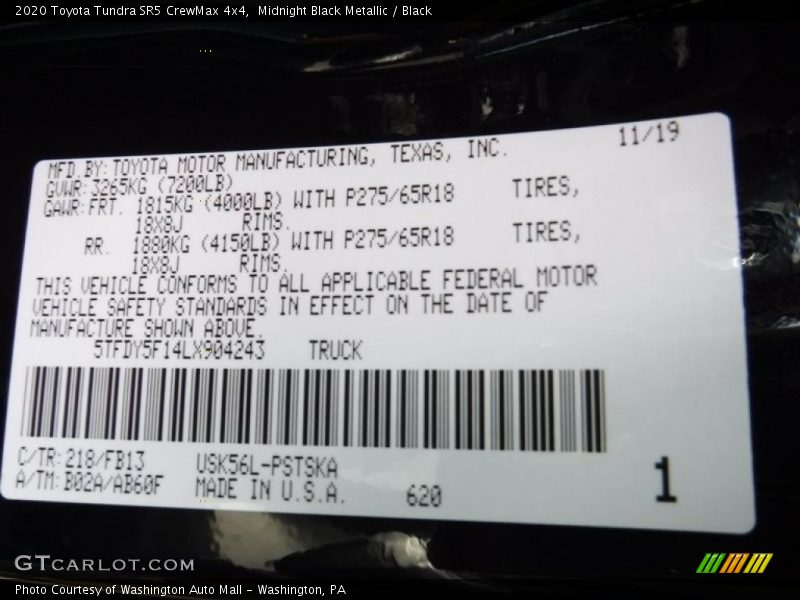 2020 Toyota Tundra SR5 CrewMax 4x4, Midnight Black Metallic / Black
11/19
MFD.BY:TOYOTA MOTOR MANUFACTURING, TEXAS, INC.
GVWR:3265KG (7200LB)
GAWR:FRT. 1815KG (4000LB) WITH P275/65R18 TIRES,
18X8J RIMS.
RR. 1880KG (4150LB) WITH P275/65R18 TIRES,
18X8J RIMS.
THIS VEHICLE CONFORMS TO ALL APPLICABLE FEDERAL MOTOR
VEHICLE SAFETY STANDARDS IN EFFECT ON THE DATE OF
MANUFACTURE SHOWN ABOVE.
5TFDY5F14LX904243 TRUCK
C/TR:218/FB13 USK56L-PSTSKA
A/TM:B02A/AB60F MADE IN U.S.A. 620
1
GTCARLOT.COM
Photo Courtesy of Washington Auto Mall - Washington, PA